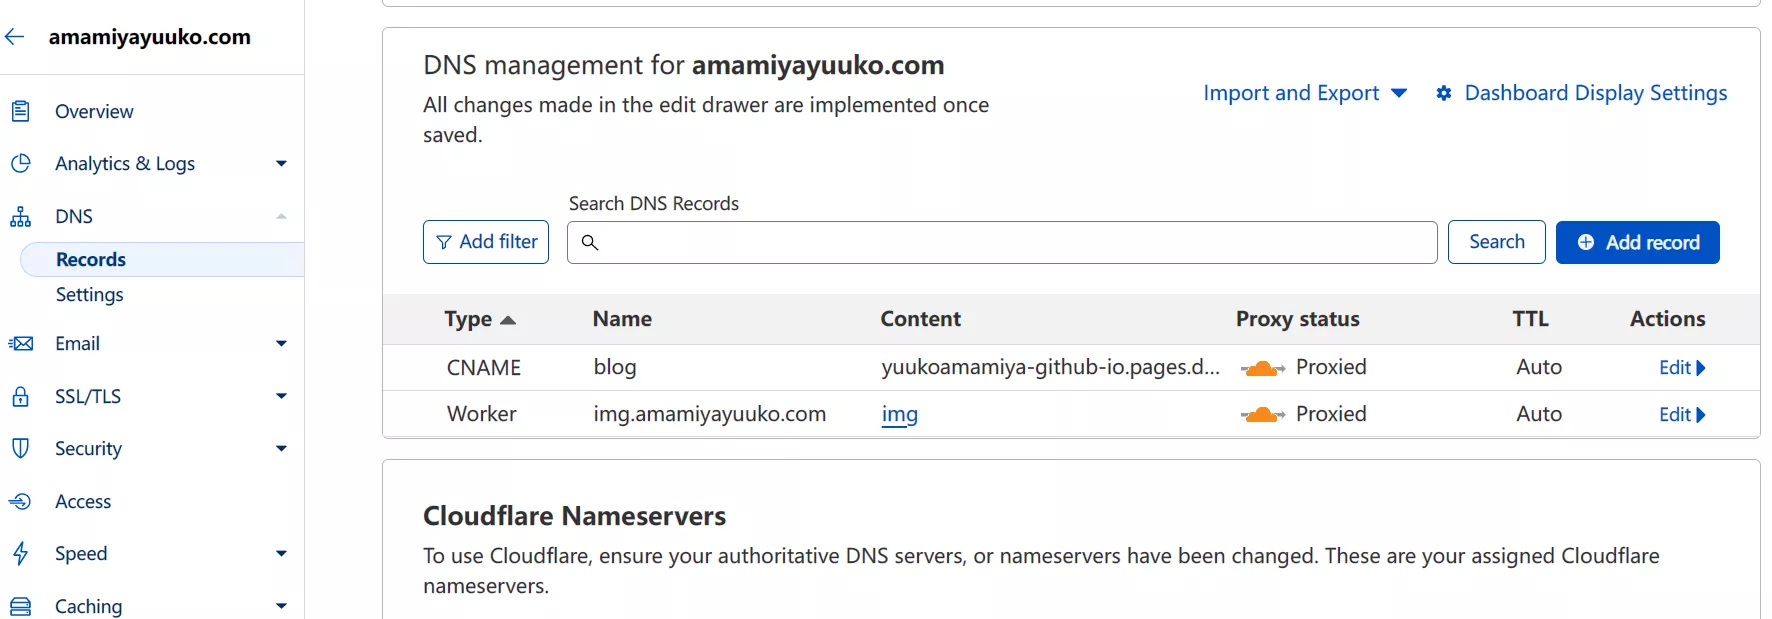 amamiyayuuko.com
Overview
Analytics & Logs
DNS
Records
Settings
Email
SSL/TLS
Security
Access
Speed
Caching
DNS management for amamiyayuuko.com
All changes made in the edit drawer are implemented once
saved.
Import and Export
Dashboard Display Settings
Search DNS Records
Add filter
Search
Add record
Type Name Content Proxy status TTL Actions
CNAME blog yuukoamamiya-github-io.pages.d... Proxied Auto Edit
Worker img.amamiyayuuko.com img Proxied Auto Edit
Cloudflare Nameservers
To use Cloudflare, ensure your authoritative DNS servers, or nameservers have been changed. These are your assigned Cloudflare
nameservers.